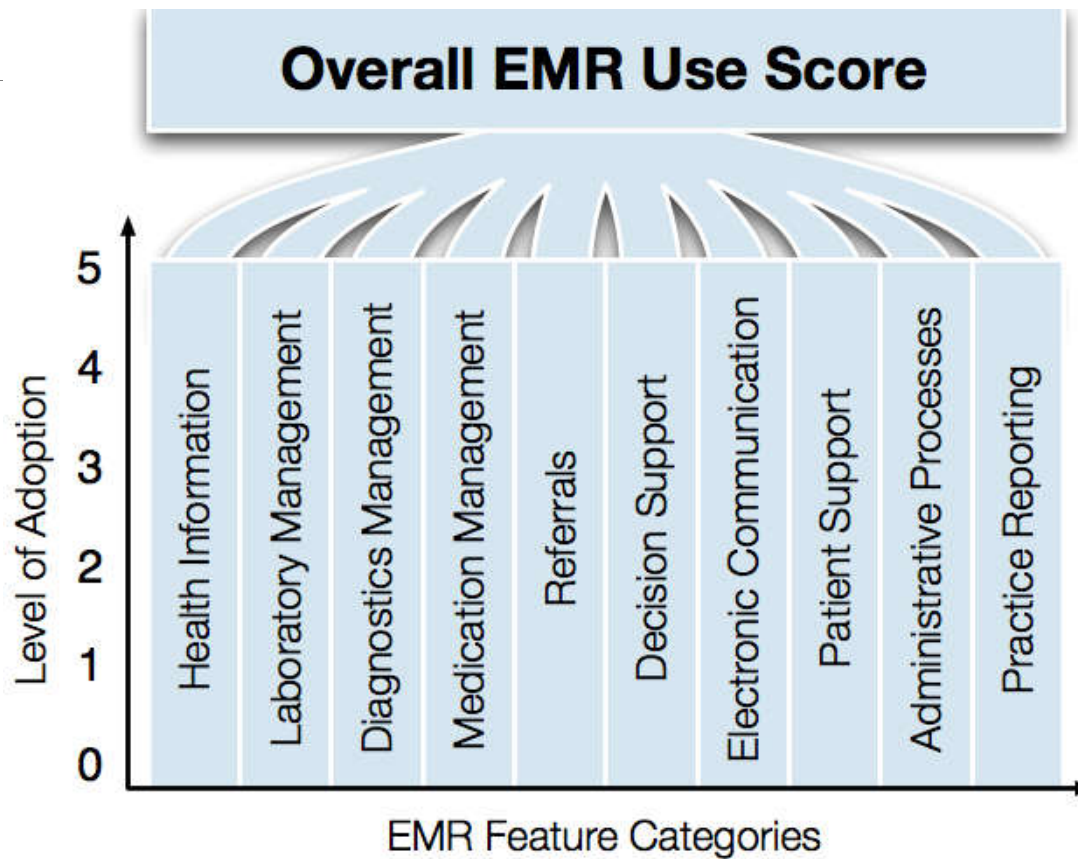 Overall EMR Use Score
Level of Adoption
5
4
3
2
1
0
Health Information
Laboratory Management
Diagnostics Management
Medication Management
Referrals
Decision Support
Electronic Communication
Patient Support
Administrative Processes
Practice Reporting
EMR Feature Categories